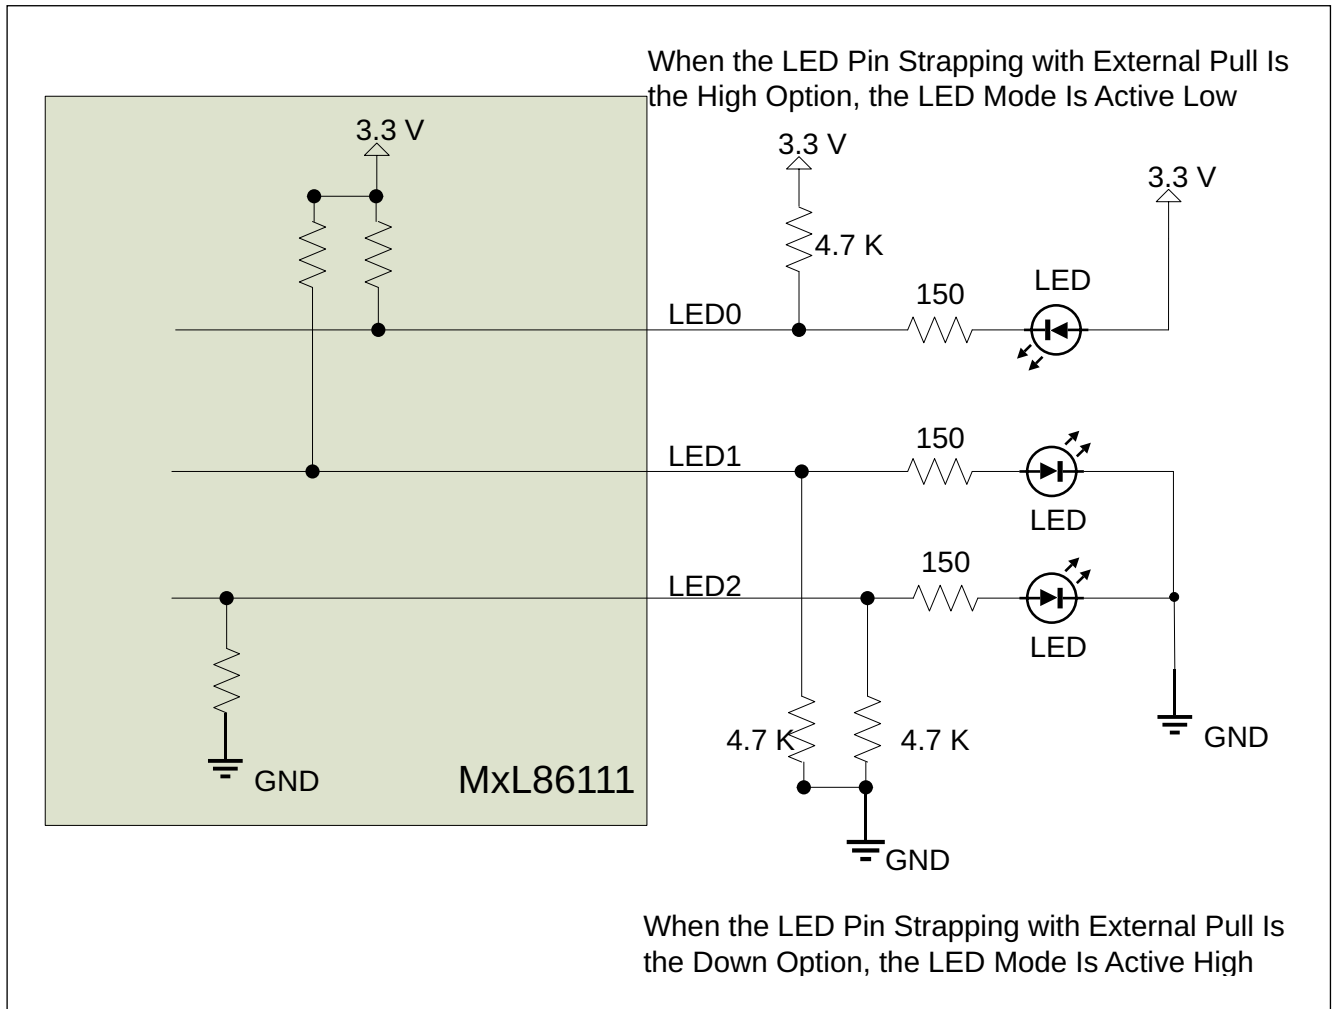 When the LED Pin Strapping with External Pull Is
the High Option, the LED Mode Is Active Low
3.3 V
3.3 V
3.3 V
4.7 K
LED
150
LED0
150
LED1
LED
150
LED2
LED
4.7 K
4.7 K
GND
GND
MxL86111
GND
When the LED Pin Strapping with External Pull Is
the Down Option, the LED Mode Is Active High